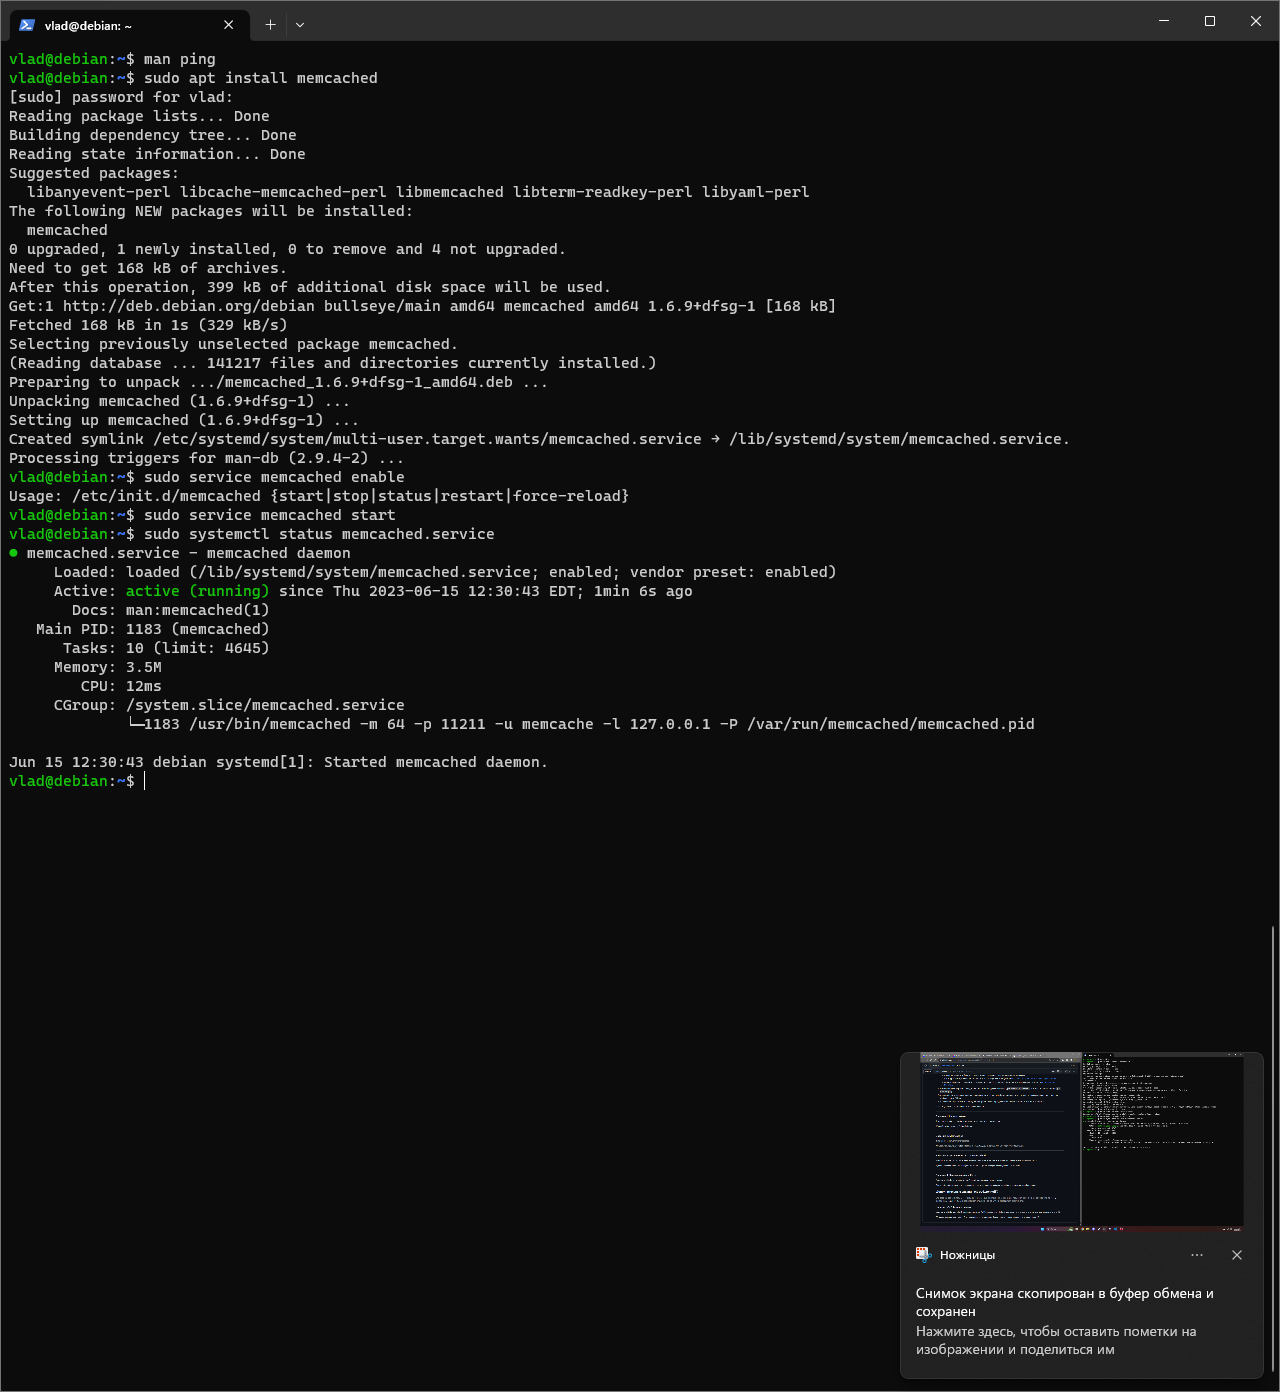 vlad@debian: ~
vlad@debian:~$ man ping
vlad@debian:~$ sudo apt install memcached
[sudo] password for vlad:
Reading package lists... Done
Building dependency tree... Done
Reading state information... Done
Suggested packages:
  libanyevent-perl libcache-memcached-perl libmemcached libterm-readkey-perl libyaml-perl
The following NEW packages will be installed:
  memcached
0 upgraded, 1 newly installed, 0 to remove and 4 not upgraded.
Need to get 168 kB of archives.
After this operation, 399 kB of additional disk space will be used.
Get:1 http://deb.debian.org/debian bullseye/main amd64 memcached amd64 1.6.9+dfsg-1 [168 kB]
Fetched 168 kB in 1s (329 kB/s)
Selecting previously unselected package memcached.
(Reading database ... 141217 files and directories currently installed.)
Preparing to unpack .../memcached_1.6.9+dfsg-1_amd64.deb ...
Unpacking memcached (1.6.9+dfsg-1) ...
Setting up memcached (1.6.9+dfsg-1) ...
Created symlink /etc/systemd/system/multi-user.target.wants/memcached.service → /lib/systemd/system/memcached.service.
Processing triggers for man-db (2.9.4-2) ...
vlad@debian:~$ sudo service memcached enable
Usage: /etc/init.d/memcached {start|stop|status|restart|force-reload}
vlad@debian:~$ sudo service memcached start
vlad@debian:~$ sudo systemctl status memcached.service
● memcached.service - memcached daemon
     Loaded: loaded (/lib/systemd/system/memcached.service; enabled; vendor preset: enabled)
     Active: active (running) since Thu 2023-06-15 12:30:43 EDT; 1min 6s ago
       Docs: man:memcached(1)
   Main PID: 1183 (memcached)
      Tasks: 10 (limit: 4645)
     Memory: 3.5M
        CPU: 12ms
     CGroup: /system.slice/memcached.service
             └─1183 /usr/bin/memcached -m 64 -p 11211 -u memcache -l 127.0.0.1 -P /var/run/memcached/memcached.pid
Jun 15 12:30:43 debian systemd[1]: Started memcached daemon.
vlad@debian:~$
Ножницы
Снимок экрана скопирован в буфер обмена и
сохранен
Нажмите здесь, чтобы оставить пометки на
изображении и поделиться им